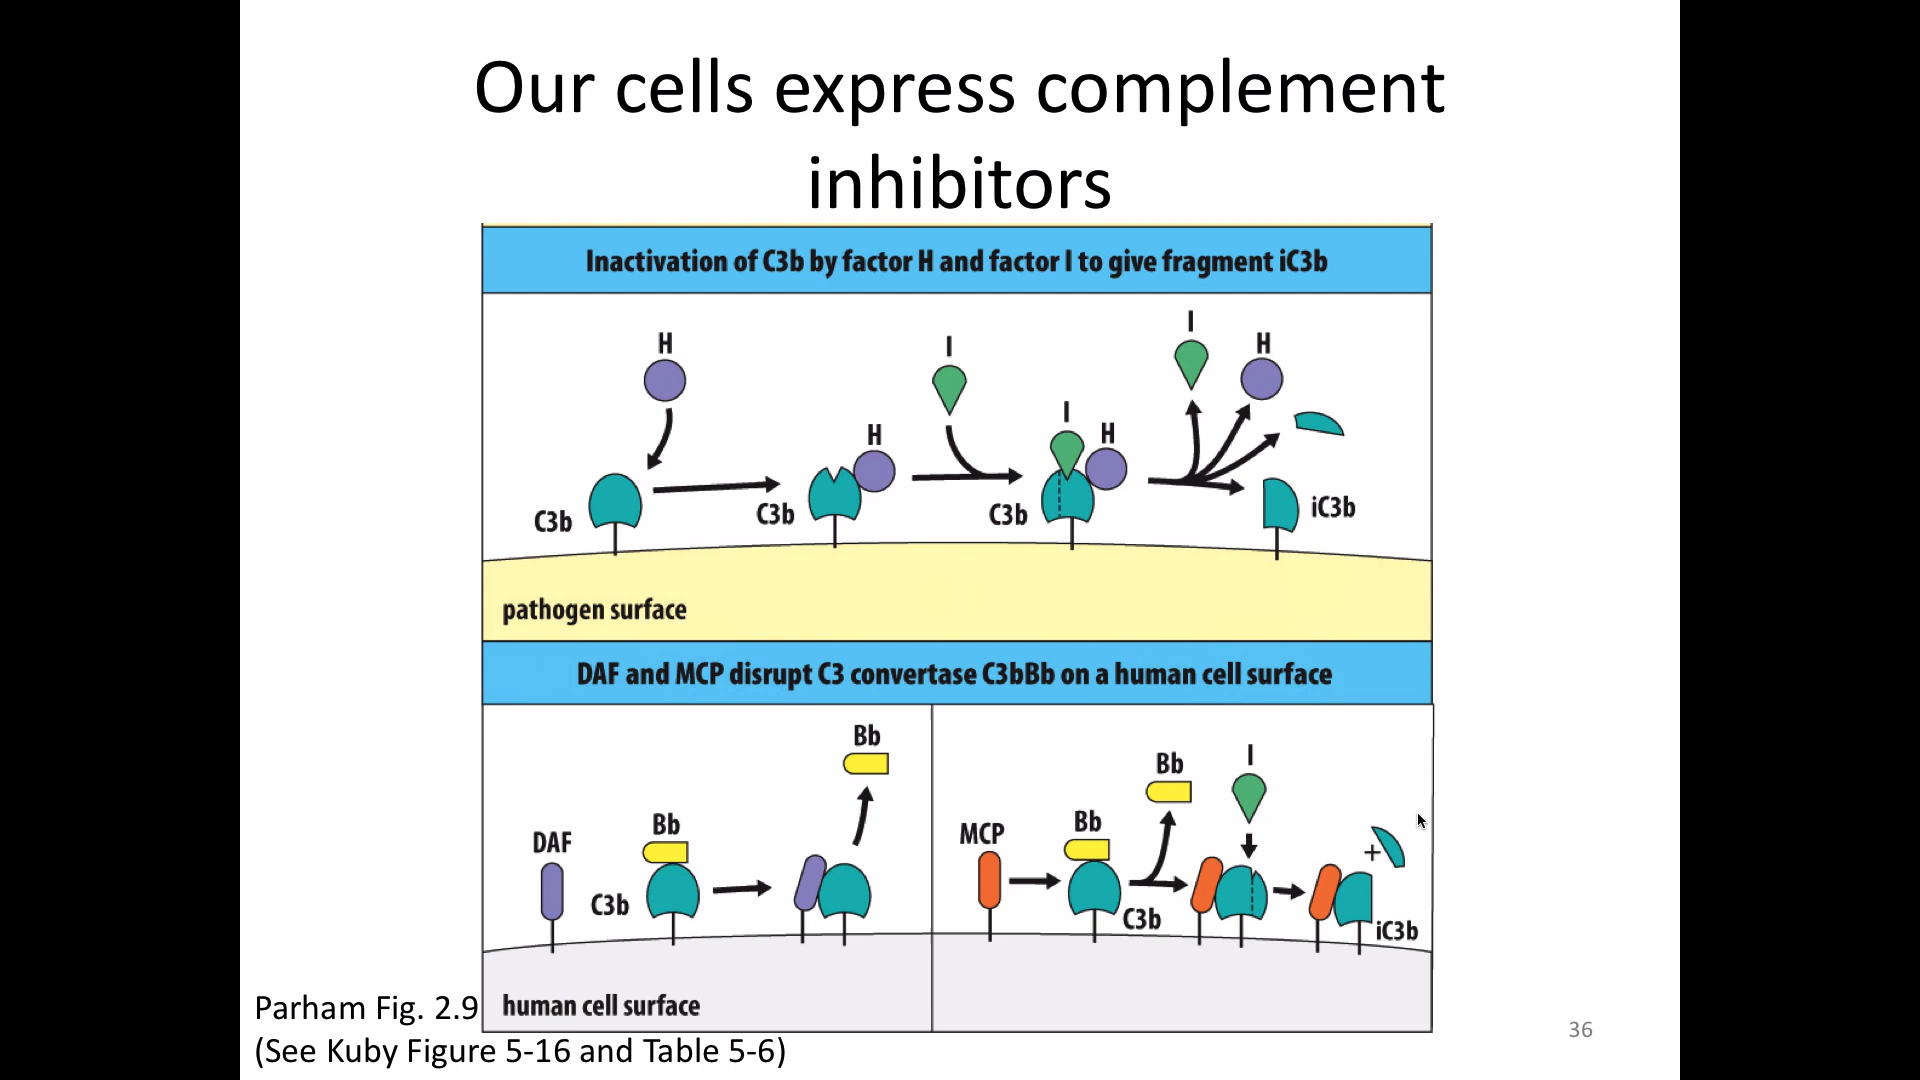 Our cells express complement
inhibitors
Inactivation of C3b by factor H and factor I to give fragment iC3b
H
I
I
H
H
I
H
C3b
C3b
C3b
iC3b
pathogen surface
DAF and MCP disrupt C3 convertase C3bBb on a human cell surface
DAF
Bb
C3b
Bb
MCP
Bb
C3b
Bb
I
+
iC3b
human cell surface
Parham Fig. 2.9
(See Kuby Figure 5-16 and Table 5-6)
36